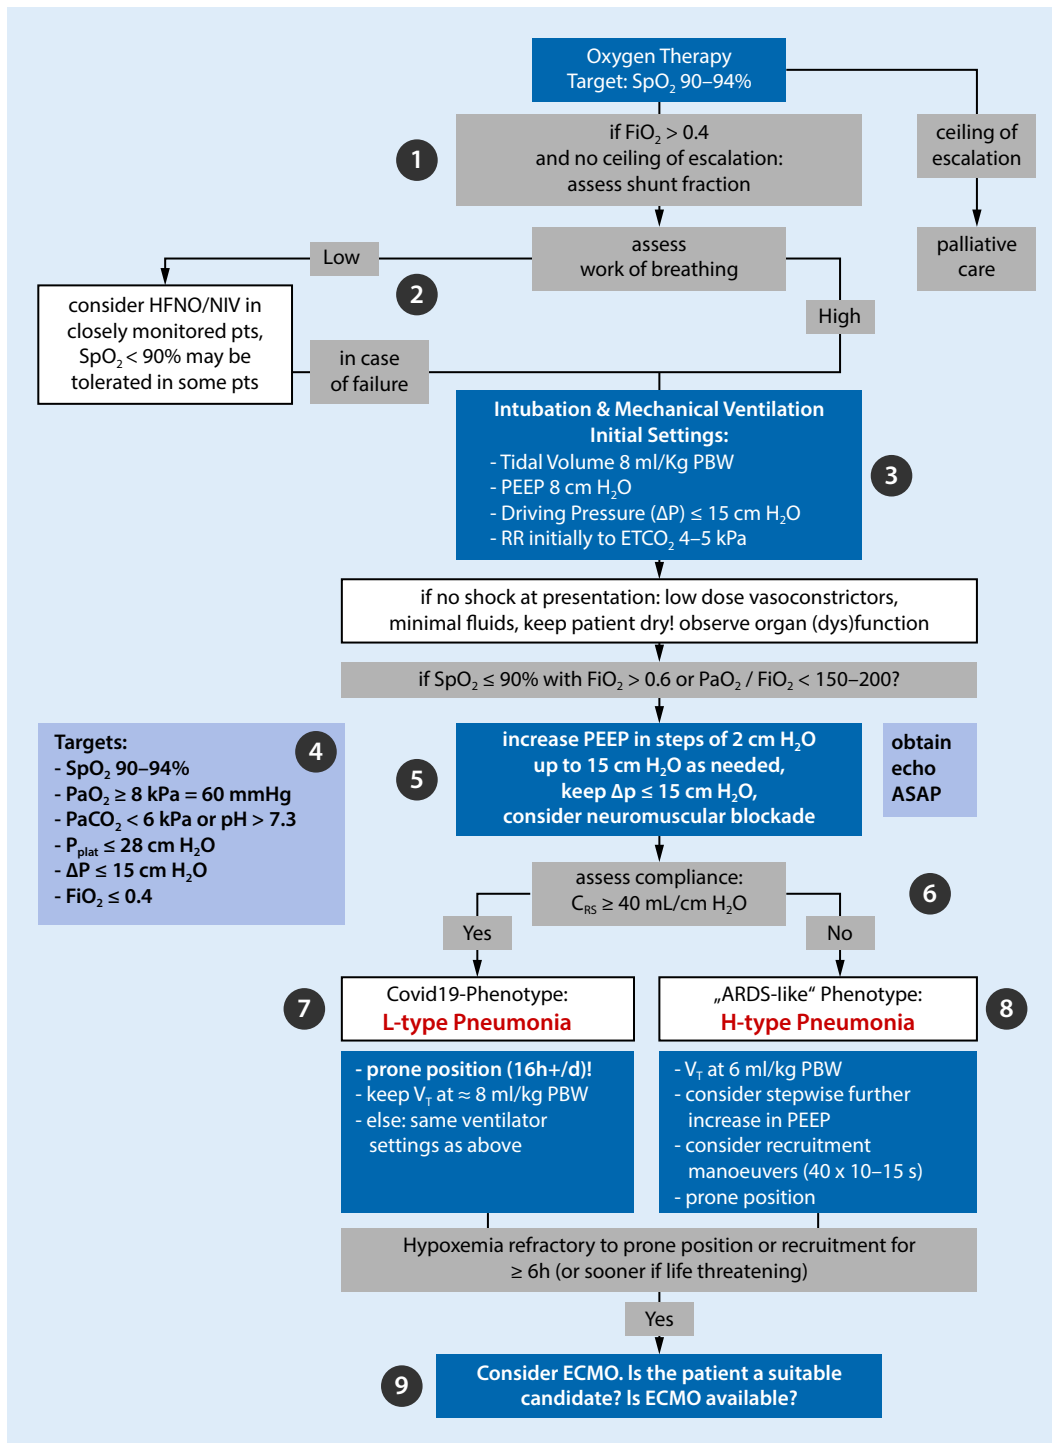 Oxygen Therapy
Target: SpO₂ 90–94%
1
if FiO₂ > 0.4
and no ceiling of escalation:
assess shunt fraction
ceiling of
escalation
palliative
care
assess
work of breathing
Low
2
High
consider HFNO/NIV in
closely monitored pts,
SpO₂ < 90% may be
tolerated in some pts
in case
of failure
Intubation & Mechanical Ventilation
Initial Settings:
- Tidal Volume 8 ml/Kg PBW
- PEEP 8 cm H₂O
- Driving Pressure (ΔP) ≤ 15 cm H₂O
- RR initially to ETCO₂ 4–5 kPa
3
if no shock at presentation: low dose vasoconstrictors,
minimal fluids, keep patient dry! observe organ (dys)function
if SpO₂ ≤ 90% with FiO₂ > 0.6 or PaO₂ / FiO₂ < 150–200?
Targets:
- SpO₂ 90–94%
- PaO₂ ≥ 8 kPa = 60 mmHg
- PaCO₂ < 6 kPa or pH > 7.3
- Pplat ≤ 28 cm H₂O
- ΔP ≤ 15 cm H₂O
- FiO₂ ≤ 0.4
4
5
increase PEEP in steps of 2 cm H₂O
up to 15 cm H₂O as needed,
keep Δp ≤ 15 cm H₂O,
consider neuromuscular blockade
obtain
echo
ASAP
assess compliance:
CRS ≥ 40 mL/cm H₂O
6
Yes
No
7
Covid19-Phenotype:
L-type Pneumonia
„ARDS-like“ Phenotype:
H-type Pneumonia
8
- prone position (16h+/d)!
- keep VT at ≈ 8 ml/kg PBW
- else: same ventilator
settings as above
- VT at 6 ml/kg PBW
- consider stepwise further
increase in PEEP
- consider recruitment
manoeuvers (40 x 10–15 s)
- prone position
Hypoxemia refractory to prone position or recruitment for
≥ 6h (or sooner if life threatening)
Yes
9
Consider ECMO. Is the patient a suitable
candidate? Is ECMO available?